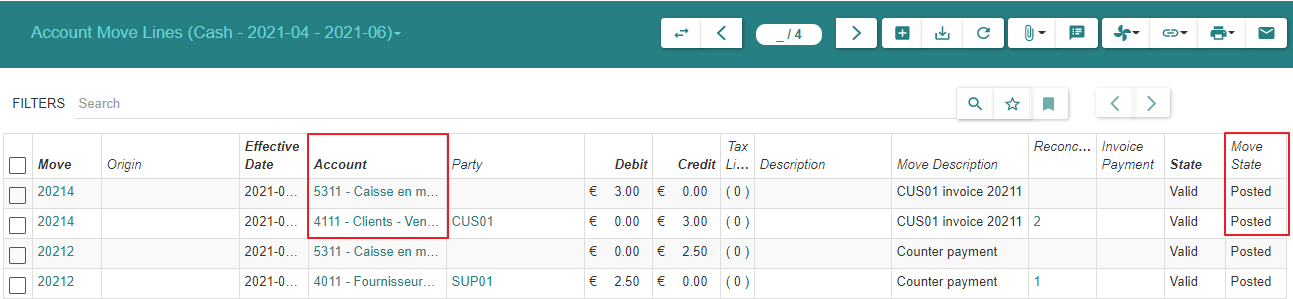 Account Move Lines (Cash - 2021-04 - 2021-06)
_ / 4
FILTERS Search
Move Origin Effective Date Account Party Debit Credit Tax Li... Description Move Description Reconc... Invoice Payment State Move State
20214 2021-0... 5311 - Caisse en m... € 3.00 € 0.00 ( 0 ) CUS01 invoice 20211 Valid Posted
20214 2021-0... 4111 - Clients - Ven... CUS01 € 0.00 € 3.00 ( 0 ) CUS01 invoice 20211 2 Valid Posted
20212 2021-0... 5311 - Caisse en m... € 0.00 € 2.50 ( 0 ) Counter payment Valid Posted
20212 2021-0... 4011 - Fournisseur... SUP01 € 2.50 € 0.00 ( 0 ) Counter payment 1 Valid Posted